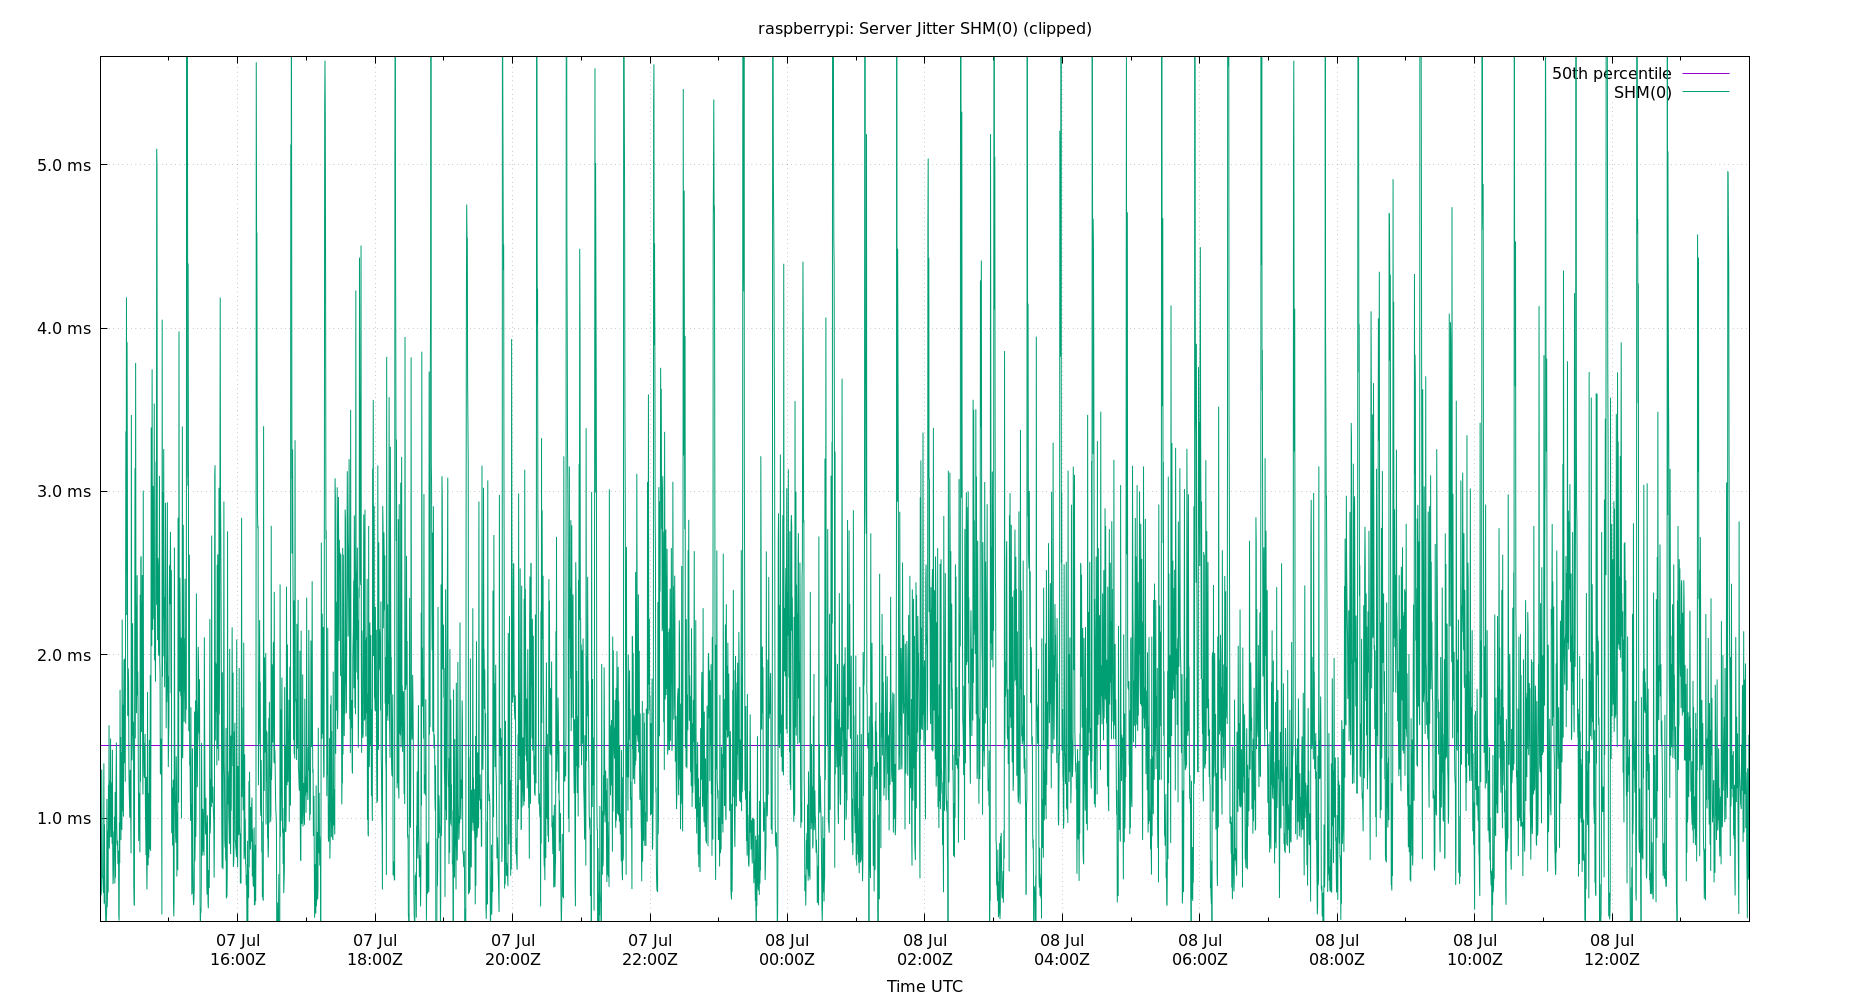 raspberrypi: Server Jitter SHM(0) (clipped)
50th percentile
SHM(0)
5.0 ms
4.0 ms
3.0 ms
2.0 ms
1.0 ms
07 Jul 07 Jul 07 Jul 07 Jul 08 Jul 08 Jul 08 Jul 08 Jul 08 Jul 08 Jul 08 Jul
16:00Z 18:00Z 20:00Z 22:00Z 00:00Z 02:00Z 04:00Z 06:00Z 08:00Z 10:00Z 12:00Z
Time UTC